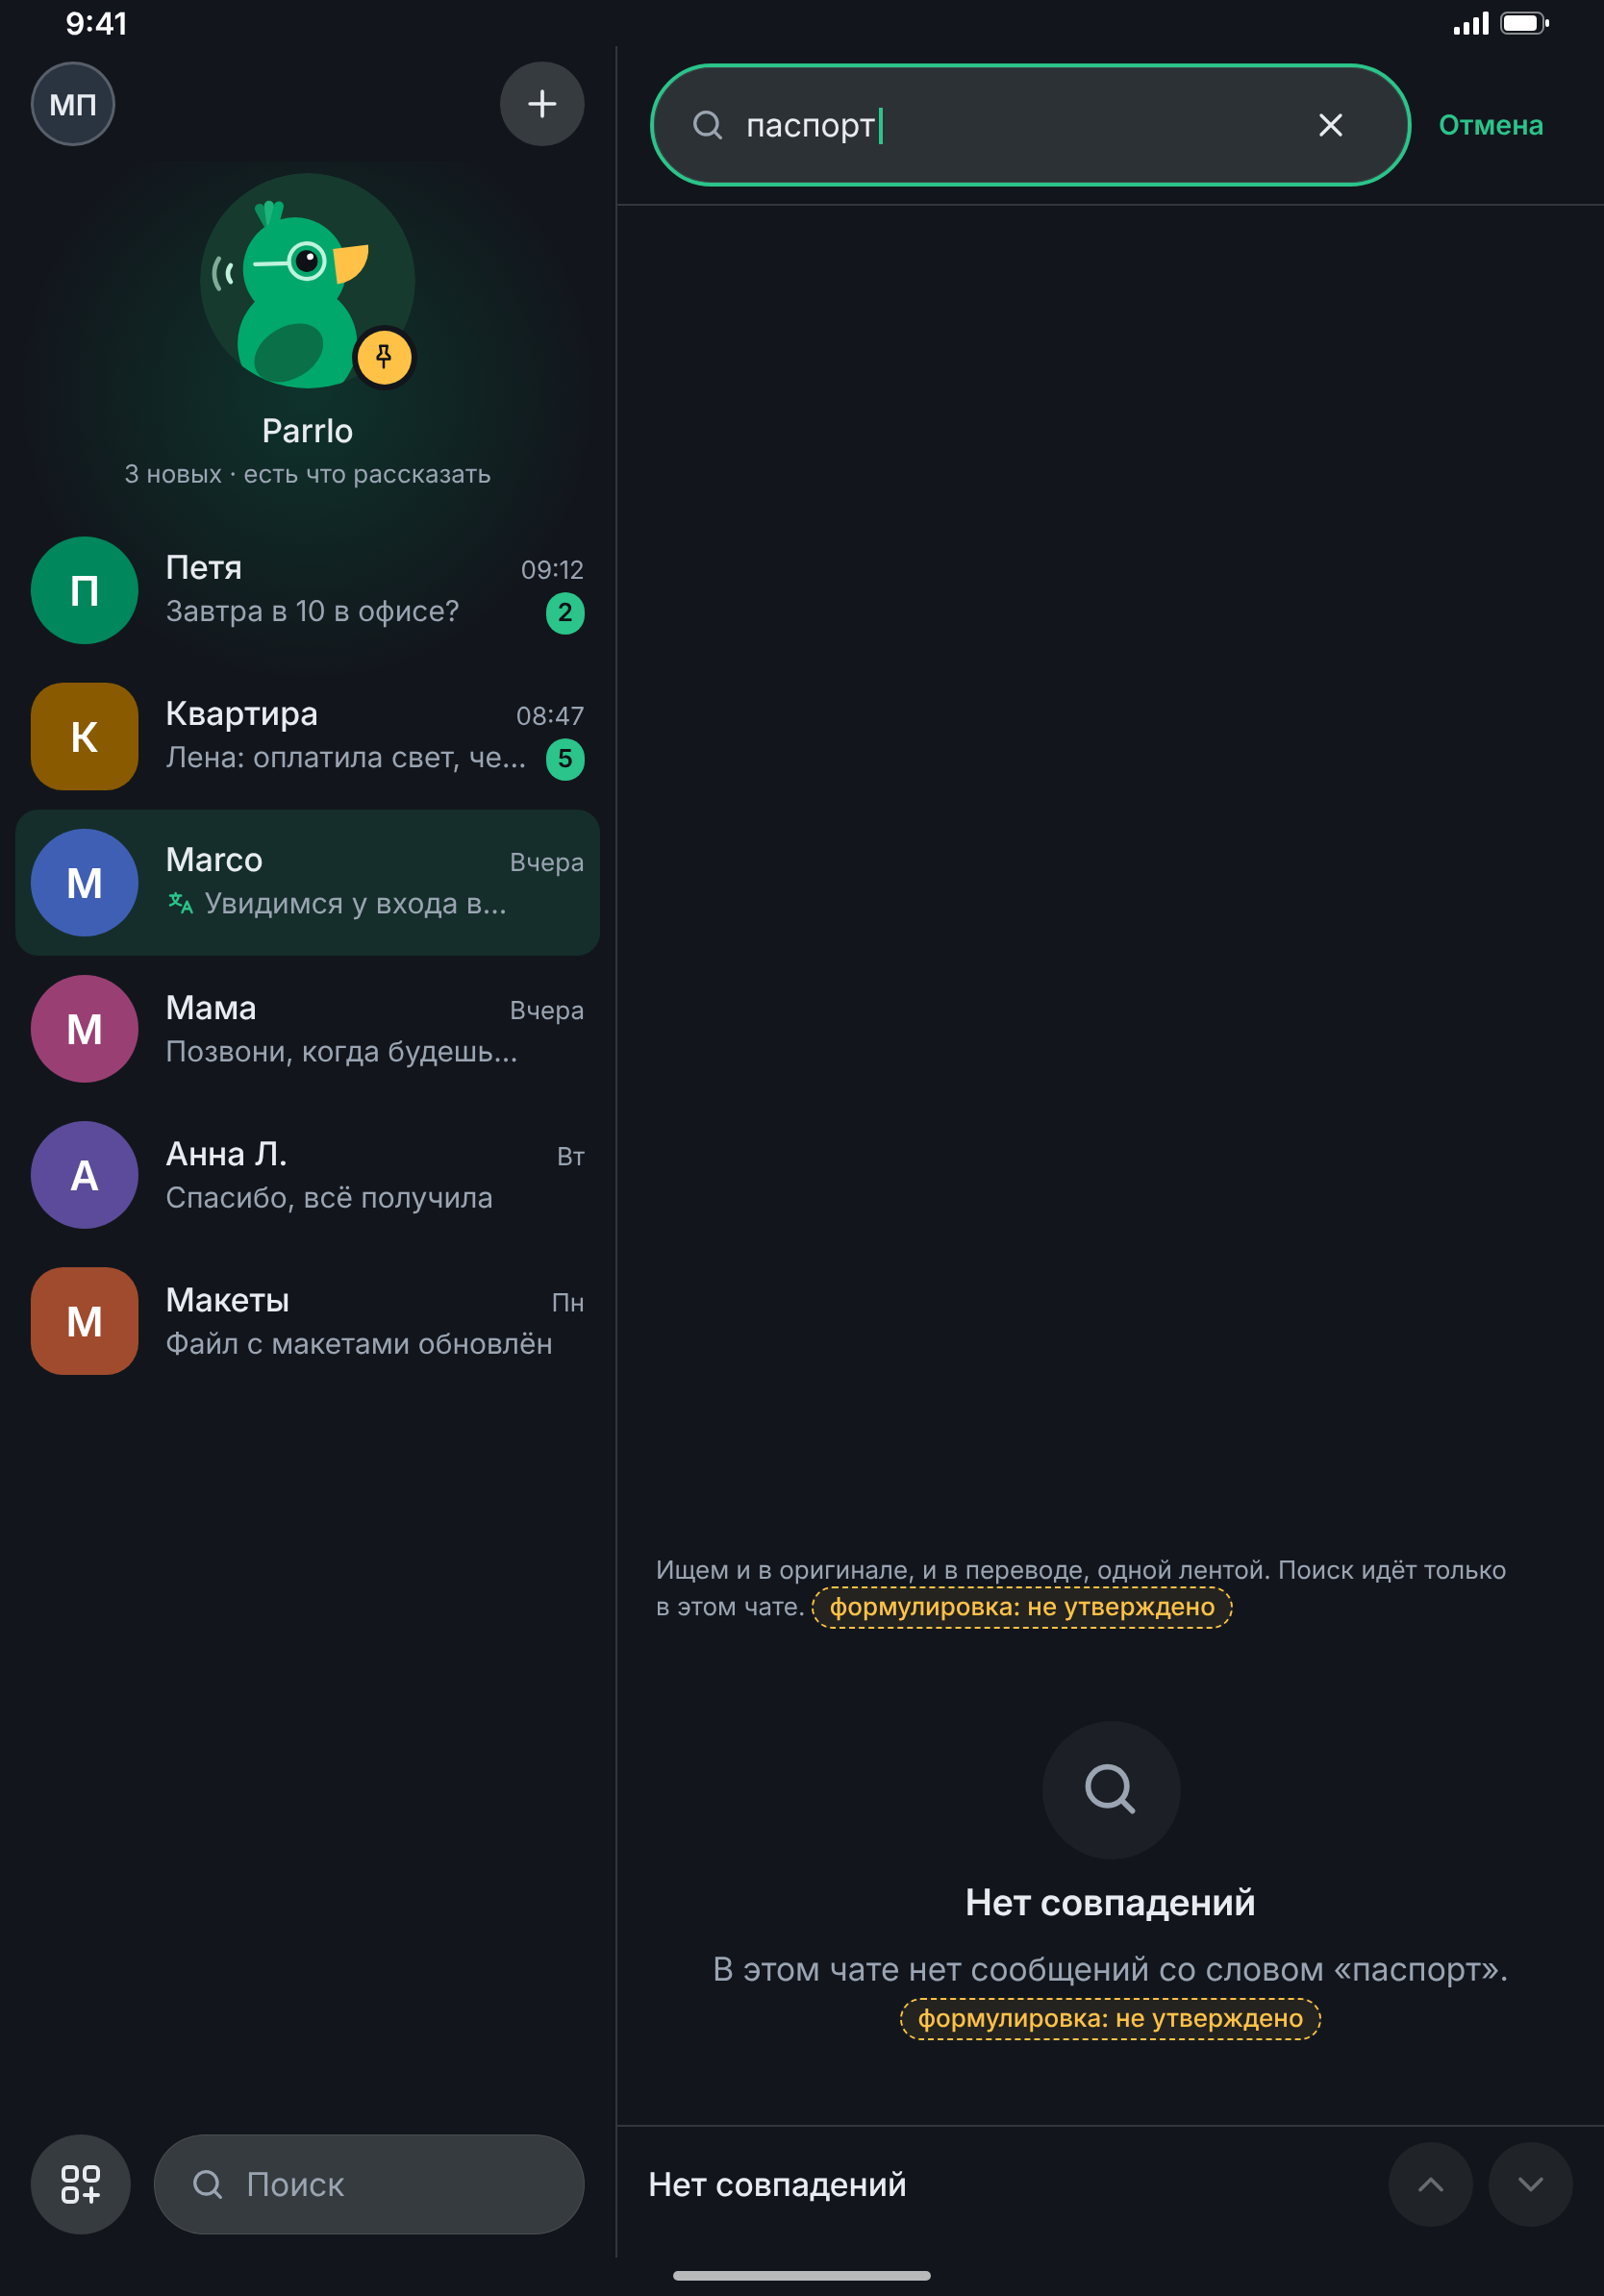 9:41
МП
Parrlo
3 новых · есть что рассказать
П
Петя
09:12
Завтра в 10 в офисе?
2
К
Квартира
08:47
Лена: оплатила свет, че...
5
M
Marco
Вчера
Увидимся у входа в...
М
Мама
Вчера
Позвони, когда будешь...
А
Анна Л.
Вт
Спасибо, всё получила
М
Макеты
Пн
Файл с макетами обновлён
Поиск
паспорт
Отмена
Ищем и в оригинале, и в переводе, одной лентой. Поиск идёт только
в этом чате. формулировка: не утверждено
Нет совпадений
В этом чате нет сообщений со словом «паспорт».
формулировка: не утверждено
Нет совпадений